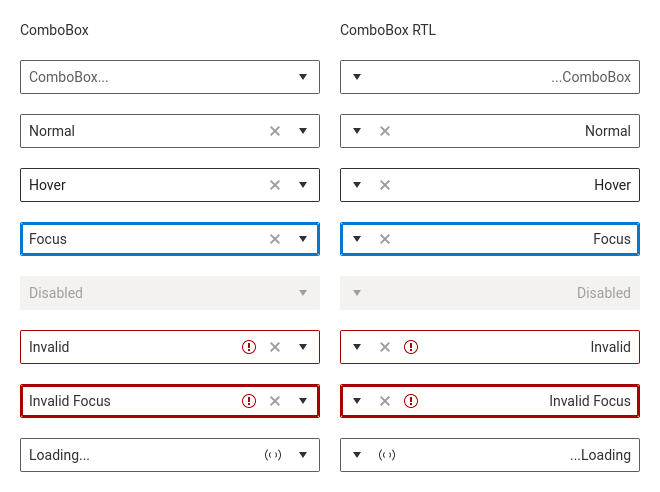 ComboBox
ComboBox RTL
ComboBox...
...ComboBox
Normal
Normal
Hover
Hover
Focus
Focus
Disabled
Disabled
Invalid
Invalid
Invalid Focus
Invalid Focus
Loading...
...Loading